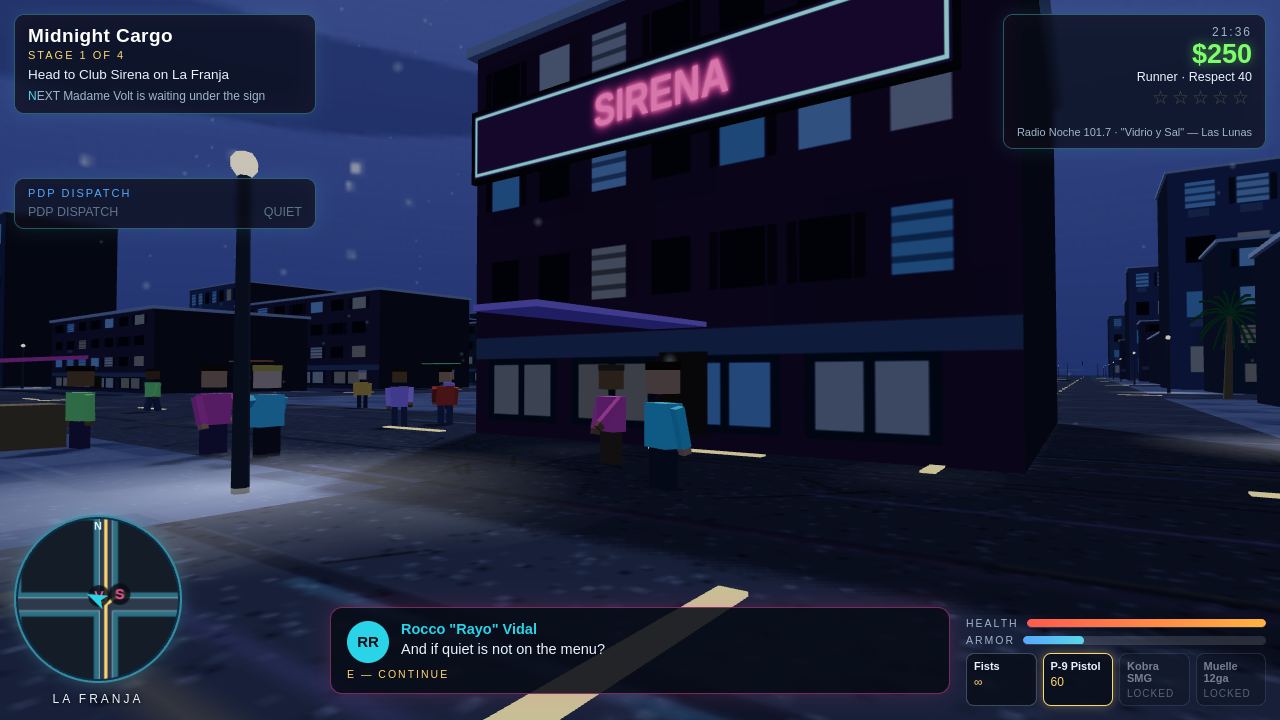 Midnight Cargo
STAGE 1 OF 4
Head to Club Sirena on La Franja
NEXT Madame Volt is waiting under the sign
PDP DISPATCH
PDP DISPATCH QUIET
SIRENA
21:36
$250
Runner · Respect 40
☆☆☆☆☆
Radio Noche 101.7 · "Vidrio y Sal" — Las Lunas
N
V S
LA FRANJA
RR
Rocco "Rayo" Vidal
And if quiet is not on the menu?
E — CONTINUE
HEALTH
ARMOR
Fists
∞
P-9 Pistol
60
Kobra SMG
LOCKED
Muelle 12ga
LOCKED